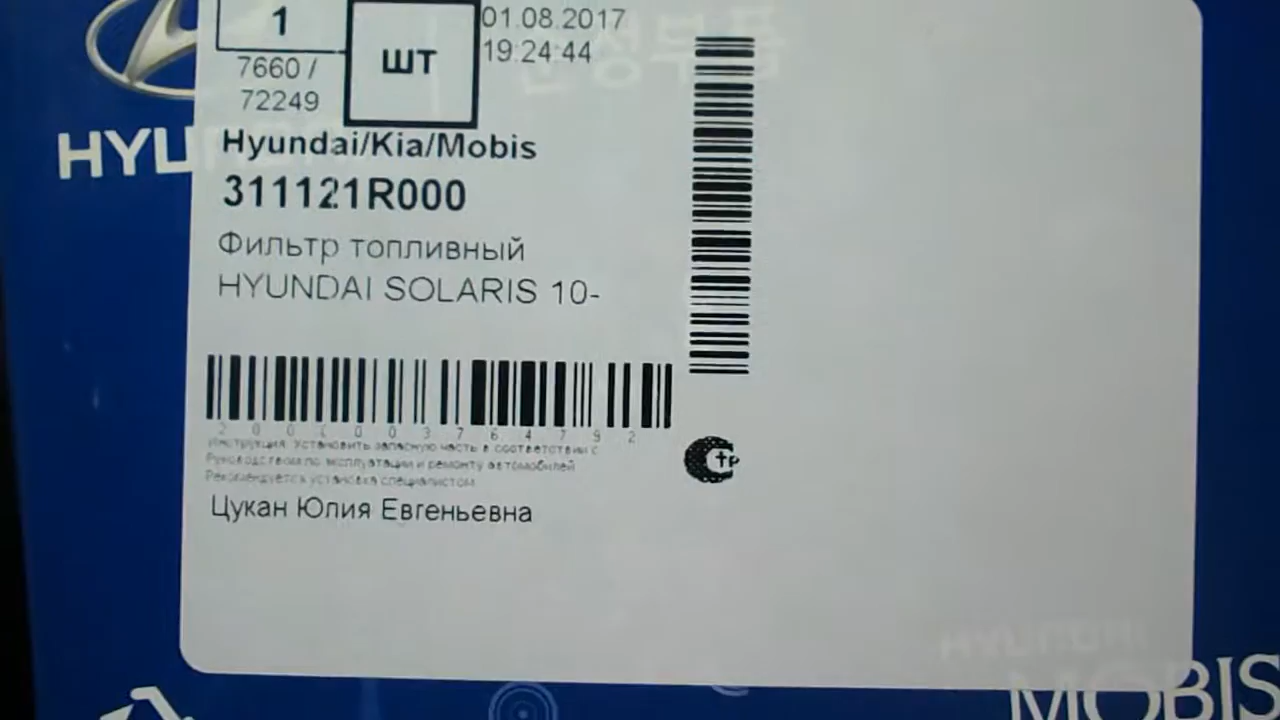 1
ШТ
01.08.2017
19:24:44
7660 /
72249
HYU
Hyundai/Kia/Mobis
311121R000
Фильтр топливный
HYUNDAI SOLARIS 10-
2 0 0 1 0 0 3 7 6 4 7 9 2
Инструкция: Установить запасную часть в соответствии с
Руководством по эксплуатации и ремонту автомобилей
Рекомендуется установка специалистом
Цукан Юлия Евгеньевна
MOBIS